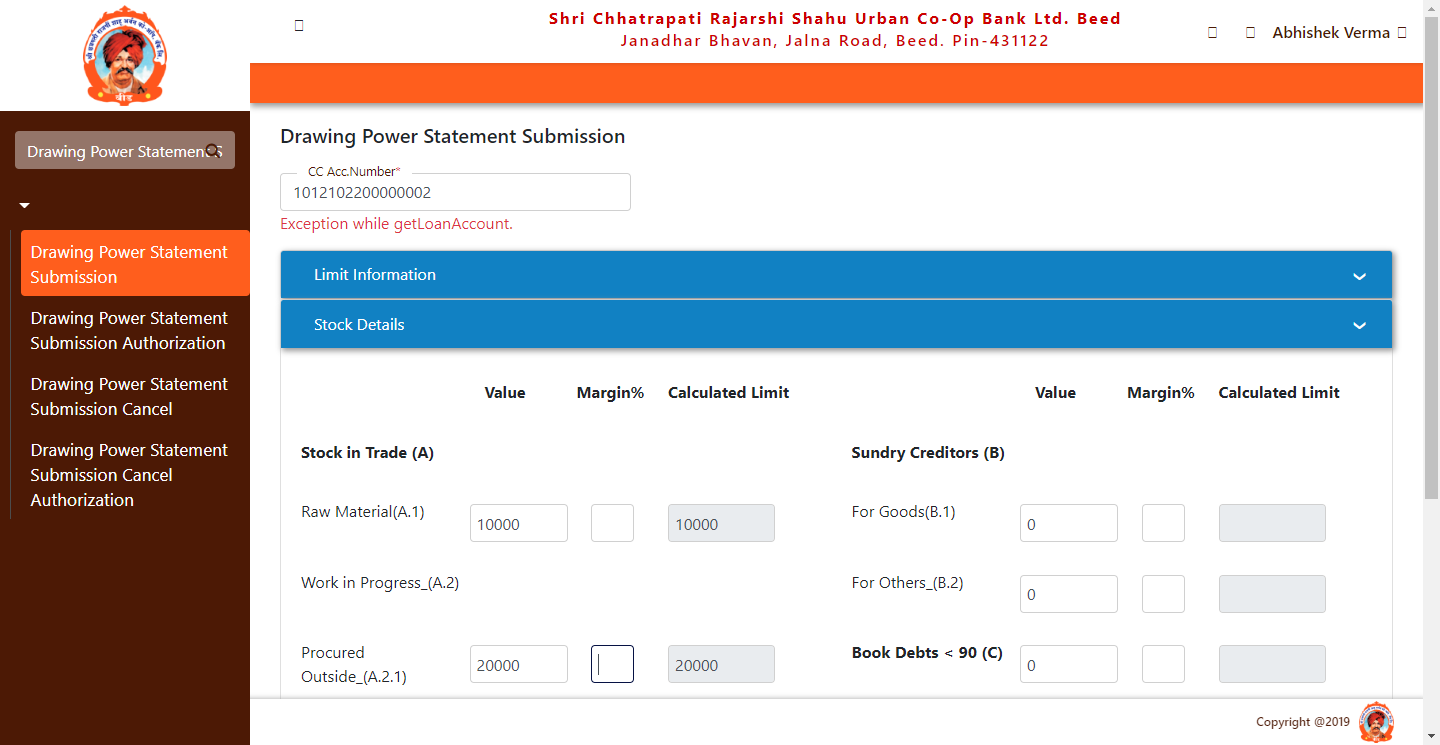 Shri Chhatrapati Rajarshi Shahu Urban Co-Op Bank Ltd. Beed
Janadhar Bhavan, Jalna Road, Beed. Pin-431122
Abhishek Verma
Drawing Power Statement S
Drawing Power Statement
Submission
Drawing Power Statement
Submission Authorization
Drawing Power Statement
Submission Cancel
Drawing Power Statement
Submission Cancel
Authorization
Drawing Power Statement Submission
CC Acc.Number*
1012102200000002
Exception while getLoanAccount.
Limit Information
Stock Details
Value Margin% Calculated Limit Value Margin% Calculated Limit
Stock in Trade (A) Sundry Creditors (B)
Raw Material(A.1) 10000 10000 For Goods(B.1) 0
Work in Progress_(A.2) For Others_(B.2) 0
Procured
Outside_(A.2.1) 20000 20000 Book Debts < 90 (C) 0
Copyright @2019